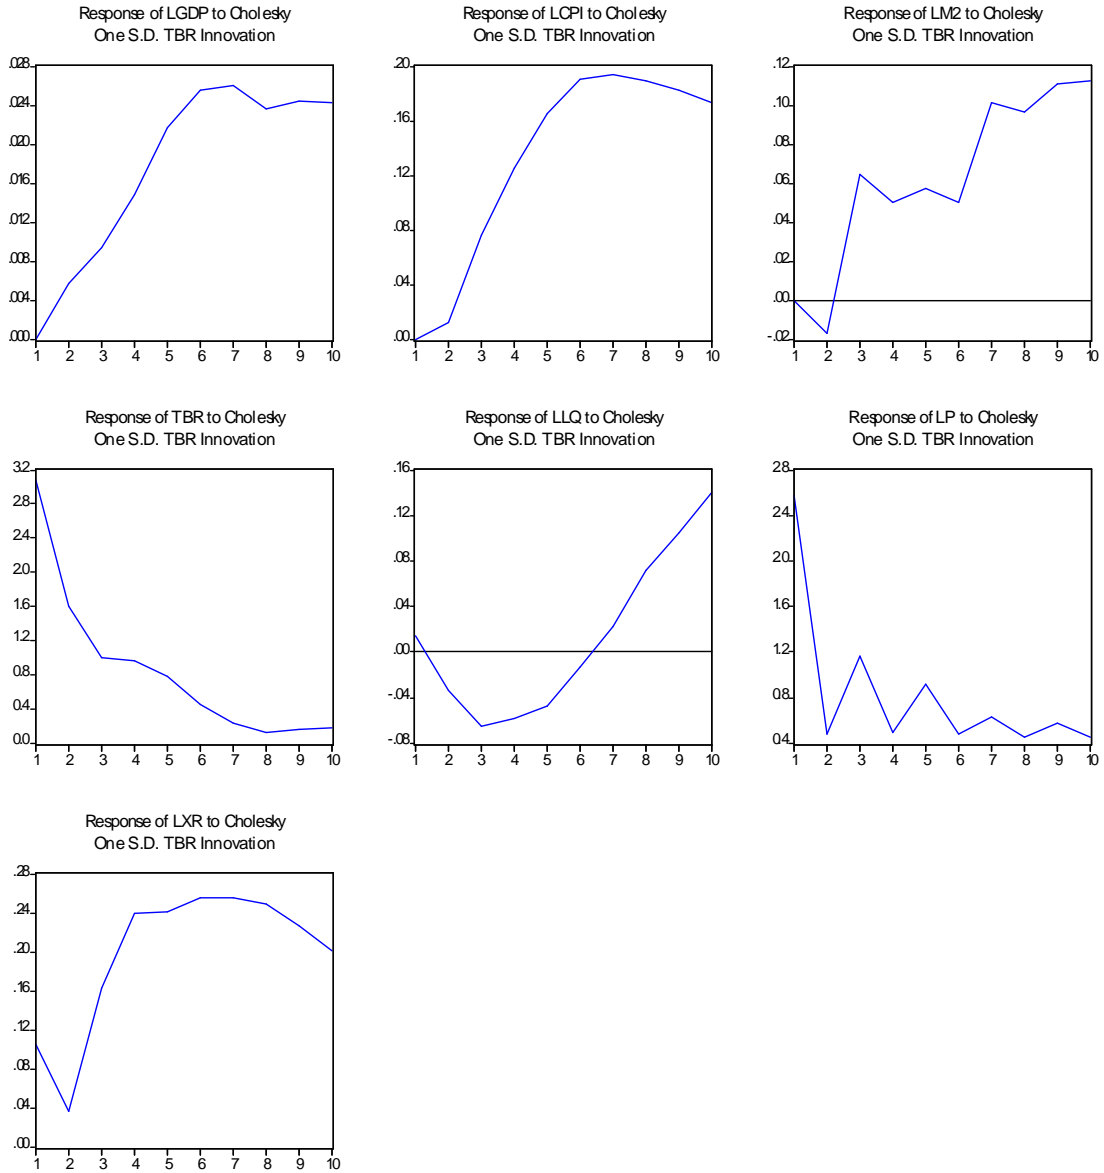 Response of LGDP to Cholesky
One S.D. TBR Innovation
.028
.024
.020
.016
.012
.008
.004
.000
1 2 3 4 5 6 7 8 9 10
Response of LCPI to Cholesky
One S.D. TBR Innovation
.20
.16
.12
.08
.04
.00
1 2 3 4 5 6 7 8 9 10
Response of LM2 to Cholesky
One S.D. TBR Innovation
.12
.10
.08
.06
.04
.02
.00
-.02
1 2 3 4 5 6 7 8 9 10
Response of TBR to Cholesky
One S.D. TBR Innovation
3.2
2.8
2.4
2.0
1.6
1.2
0.8
0.4
0.0
1 2 3 4 5 6 7 8 9 10
Response of LLQ to Cholesky
One S.D. TBR Innovation
.16
.12
.08
.04
.00
-.04
-.08
1 2 3 4 5 6 7 8 9 10
Response of LP to Cholesky
One S.D. TBR Innovation
2.8
2.4
2.0
1.6
1.2
0.8
0.4
1 2 3 4 5 6 7 8 9 10
Response of LXR to Cholesky
One S.D. TBR Innovation
.28
.24
.20
.16
.12
.08
.04
.00
1 2 3 4 5 6 7 8 9 10